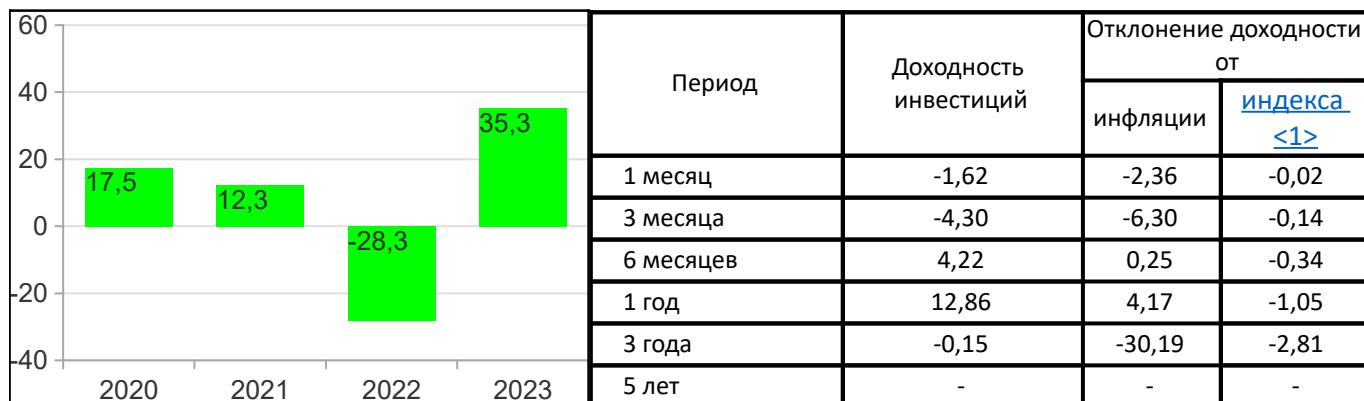 60
40
20
0
-20
-40
17,5
12,3
-28,3
35,3
2020 2021 2022 2023
Период
Доходность
инвестиций
Отклонение доходности
от
инфляции
индекса
<1>
1 месяц -1,62 -2,36 -0,02
3 месяца -4,30 -6,30 -0,14
6 месяцев 4,22 0,25 -0,34
1 год 12,86 4,17 -1,05
3 года -0,15 -30,19 -2,81
5 лет - - -